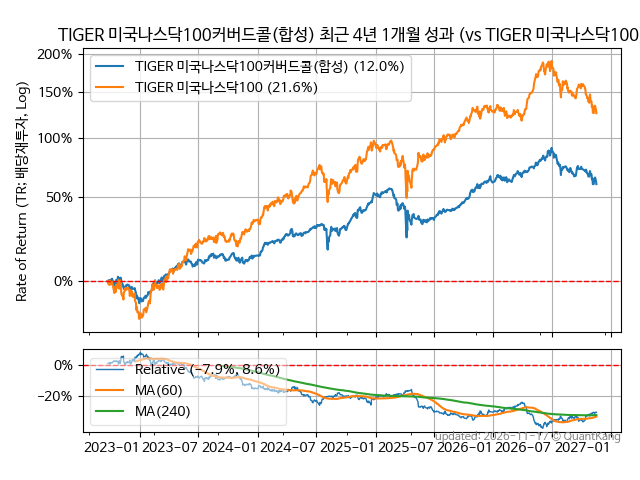 TIGER 미국나스닥100커버드콜(합성) 최근 4년 1개월 성과 (vs TIGER 미국나스닥100
200%
150%
100%
50%
0%
Rate of Return (TR: 배당재투자, Log)
TIGER 미국나스닥100커버드콜(합성) (12.0%)
TIGER 미국나스닥100 (21.6%)
0%
−20%
Relative (−7.9%, 8.6%)
MA(60)
MA(240)
updated: 2026-11-17/ © QuantKang
2023−01 2023−07 2024−01 2024−07 2025−01 2025−07 2026−01 2026−07 2027−01